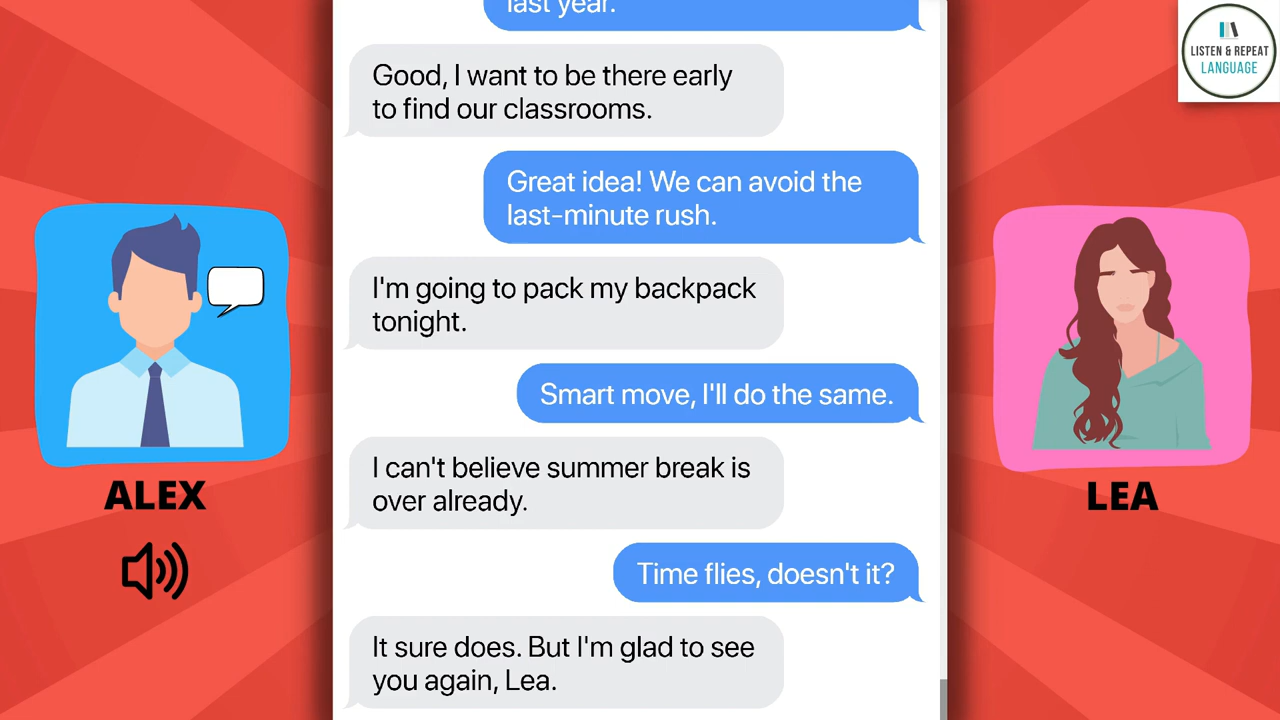 last year.
LISTEN & REPEAT
LANGUAGE
Good, I want to be there early
to find our classrooms.
Great idea! We can avoid the
last-minute rush.
I'm going to pack my backpack
tonight.
Smart move, I'll do the same.
I can't believe summer break is
over already.
ALEX
LEA
Time flies, doesn't it?
It sure does. But I'm glad to see
you again, Lea.